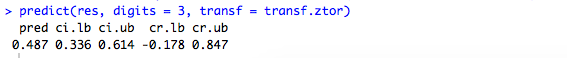 > predict(res, digits = 3, transf = transf.ztor)
pred ci.lb ci.ub cr.lb cr.ub
0.487 0.336 0.614 -0.178 0.847